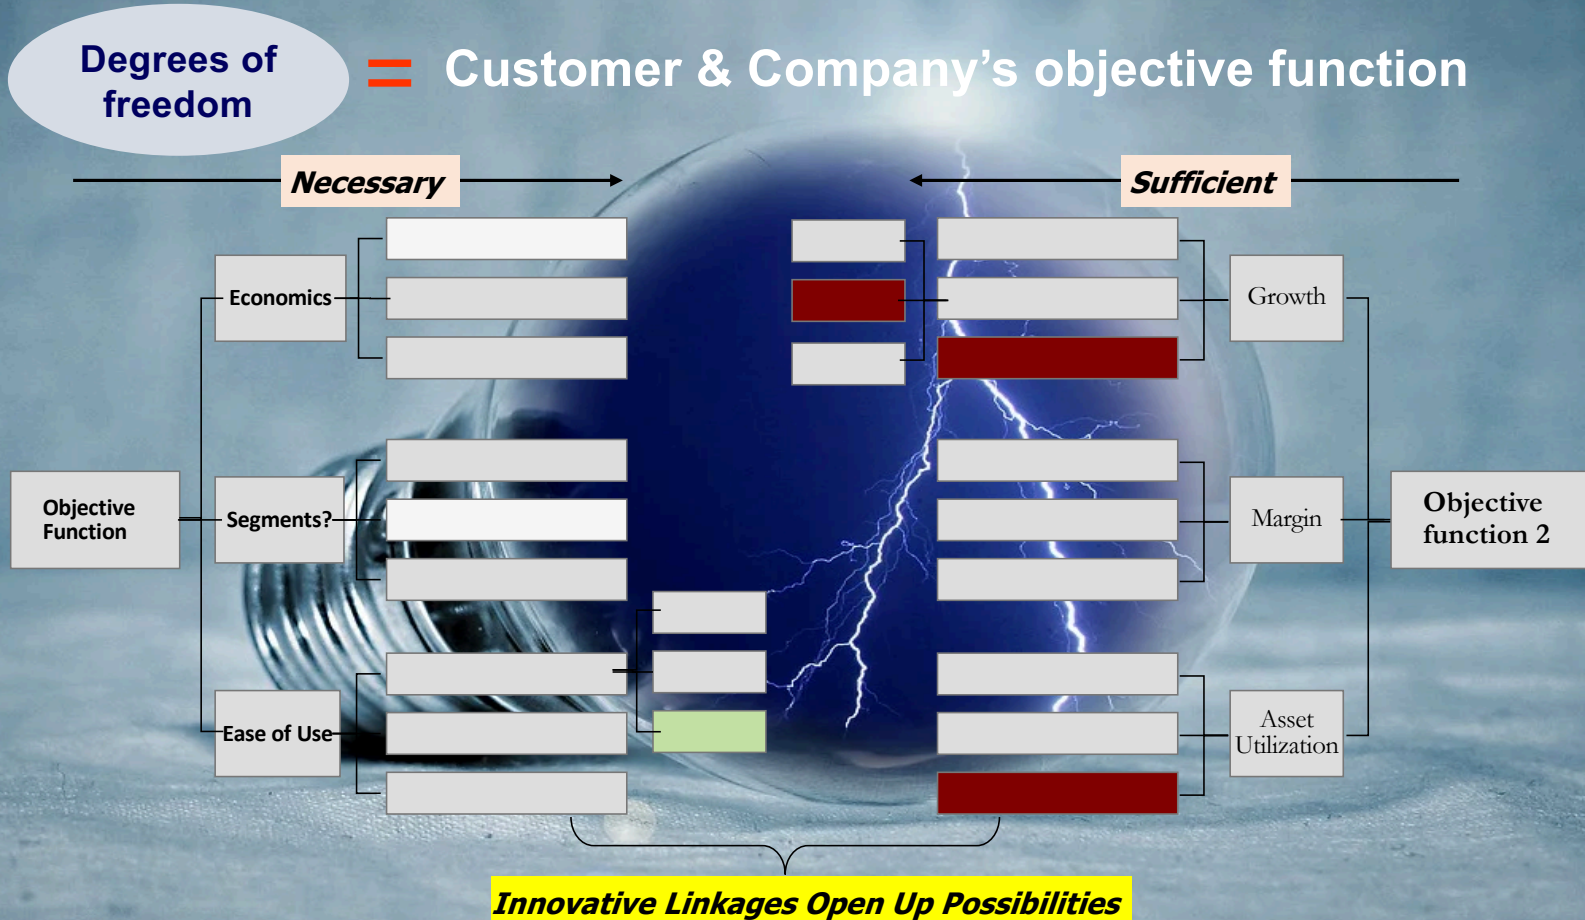 Degrees of
freedom
= Customer & Company's objective function
Necessary
Sufficient
Economics
Growth
Objective
Function
Segments?
Margin
Objective
function 2
Ease of Use
Asset
Utilization
Innovative Linkages Open Up Possibilities